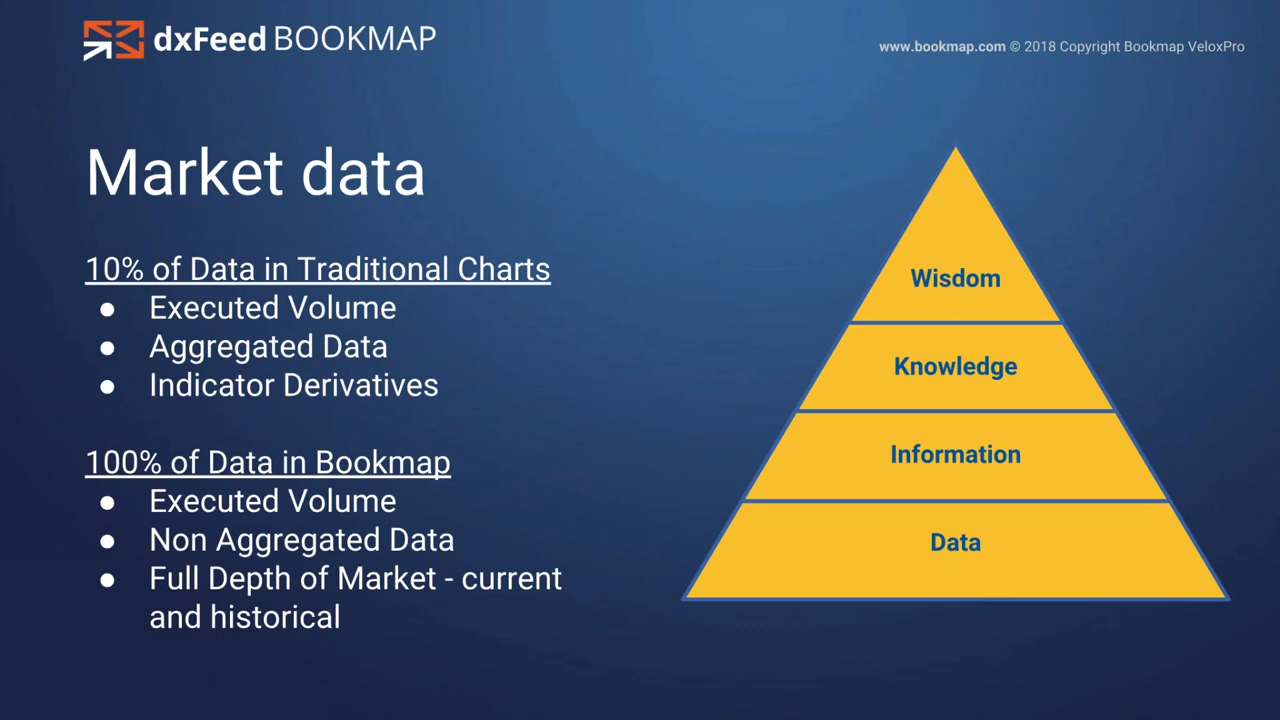 dxFeed BOOKMAP
www.bookmap.com © 2018 Copyright Bookmap VeloxPro
Market data
10% of Data in Traditional Charts
● Executed Volume
● Aggregated Data
● Indicator Derivatives
100% of Data in Bookmap
● Executed Volume
● Non Aggregated Data
● Full Depth of Market - current
and historical
Wisdom
Knowledge
Information
Data